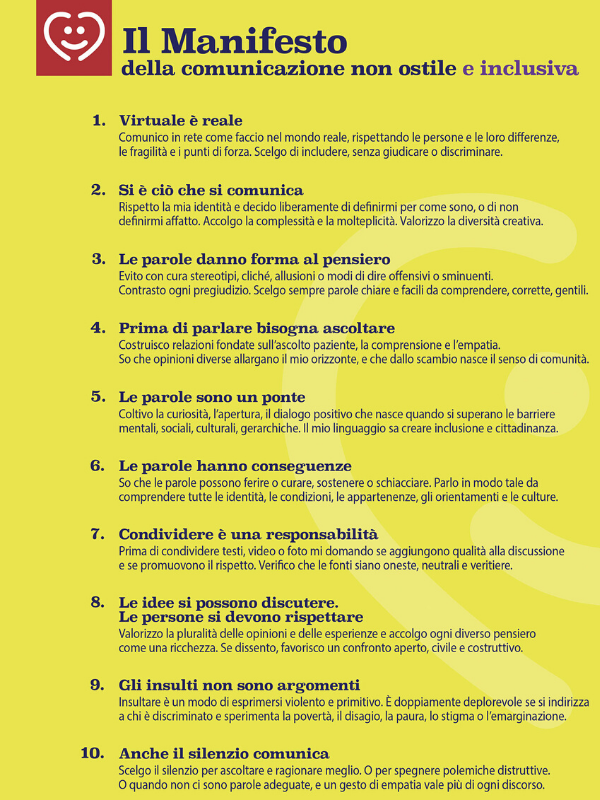 Il Manifesto
della comunicazione non ostile e inclusiva
1. Virtuale è reale
Comunico in rete come faccio nel mondo reale, rispettando le persone e le loro differenze,
le fragilità e i punti di forza. Scelgo di includere, senza giudicare o discriminare.
2. Si è ciò che si comunica
Rispetto la mia identità e decido liberamente di definirmi per come sono, o di non
definirmi affatto. Accolgo la complessità e la molteplicità. Valorizzo la diversità creativa.
3. Le parole danno forma al pensiero
Evito con cura stereotipi, cliché, allusioni o modi di dire offensivi o sminuenti.
Contrasto ogni pregiudizio. Scelgo sempre parole chiare e facili da comprendere, corrette, gentili.
4. Prima di parlare bisogna ascoltare
Costruisco relazioni fondate sull'ascolto paziente, la comprensione e l'empatia.
So che opinioni diverse allargano il mio orizzonte, e che dallo scambio nasce il senso di comunità.
5. Le parole sono un ponte
Coltivo la curiosità, l'apertura, il dialogo positivo che nasce quando si superano le barriere
mentali, sociali, culturali, gerarchiche. Il mio linguaggio sa creare inclusione e cittadinanza.
6. Le parole hanno conseguenze
So che le parole possono ferire o curare, sostenere o schiacciare. Parlo in modo tale da
comprendere tutte le identità, le condizioni, le appartenenze, gli orientamenti e le culture.
7. Condividere è una responsabilità
Prima di condividere testi, video o foto mi domando se aggiungono qualità alla discussione
e se promuovono il rispetto. Verifico che le fonti siano oneste, neutrali e veritiere.
8. Le idee si possono discutere.
Le persone si devono rispettare
Valorizzo la pluralità delle opinioni e delle esperienze e accolgo ogni diverso pensiero
come una ricchezza. Se dissento, favorisco un confronto aperto, civile e costruttivo.
9. Gli insulti non sono argomenti
Insultare è un modo di esprimersi violento e primitivo. È doppiamente deplorevole se si indirizza
a chi è discriminato e sperimenta la povertà, il disagio, la paura, lo stigma o l'emarginazione.
10. Anche il silenzio comunica
Scelgo il silenzio per ascoltare e ragionare meglio. O per spegnere polemiche distruttive.
O quando non ci sono parole adeguate, e un gesto di empatia vale più di ogni discorso.